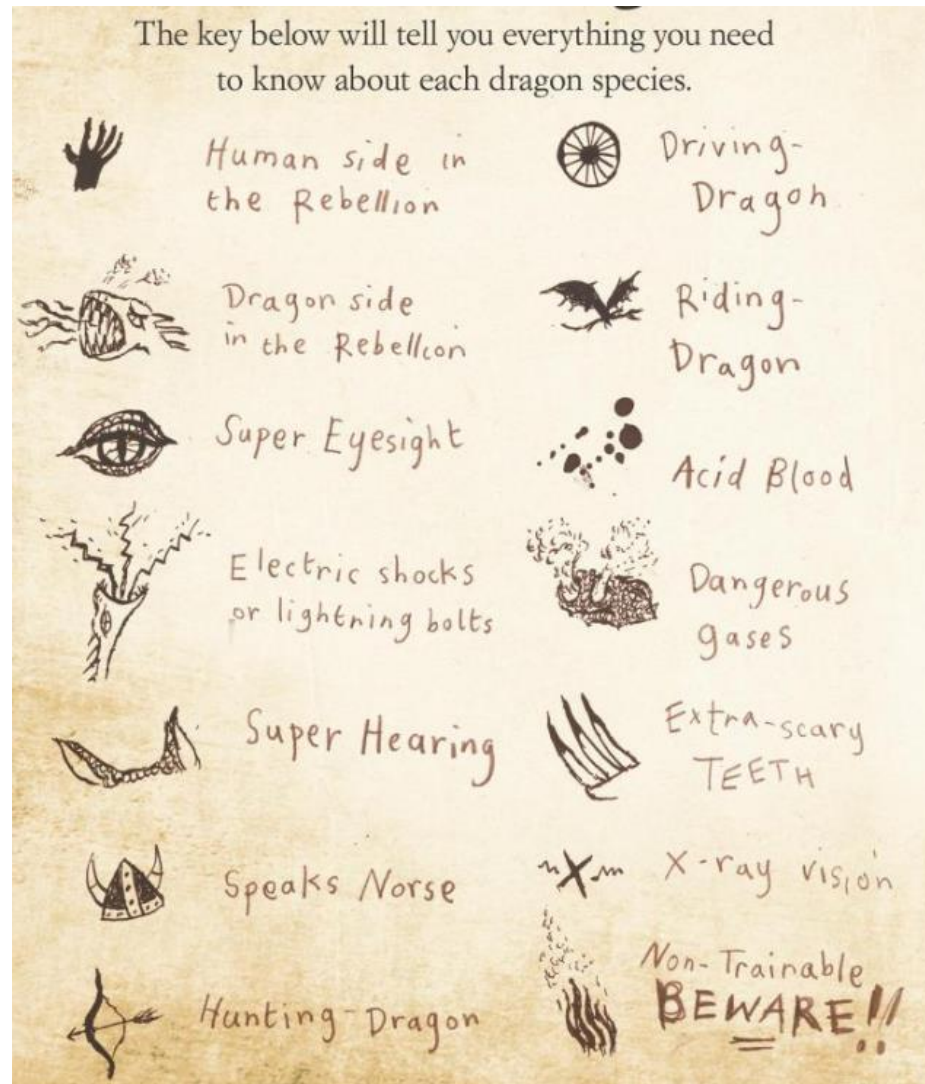 The key below will tell you everything you need
to know about each dragon species.
Human side in
the Rebellion
Dragon side
in the Rebellion
Super Eyesight
Electric shocks
or lightning bolts
Super Hearing
Speaks Norse
Hunting-Dragon
Driving-
Dragon
Riding-
Dragon
Acid Blood
Dangerous
gases
Extra-scary
TEETH
X-ray vision
Non-Trainable
BEWARE!!